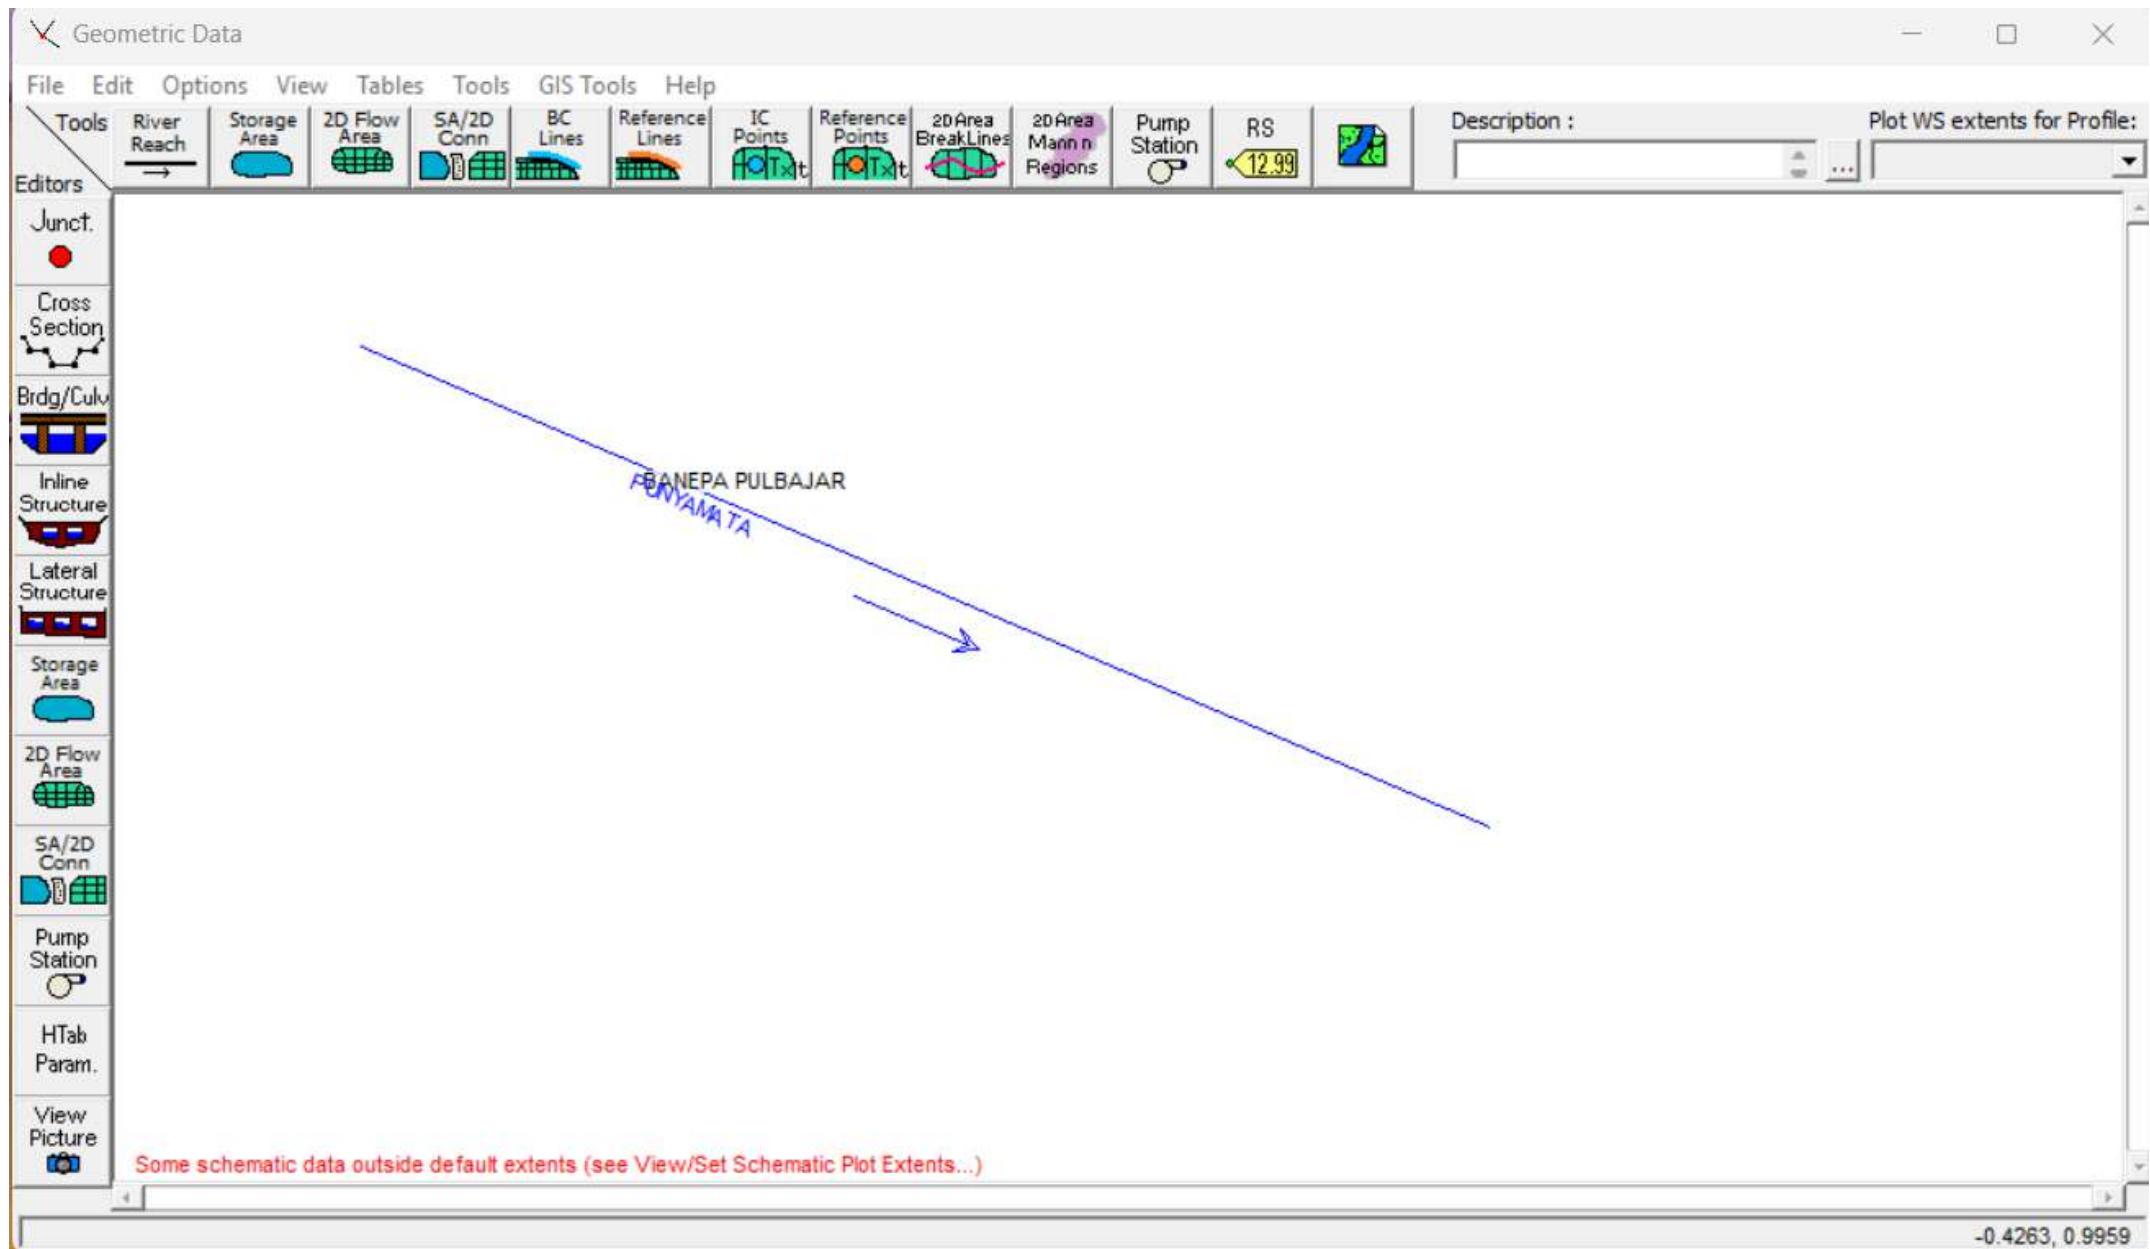 Geometric Data
File Edit Options View Tables Tools GIS Tools Help
Tools
Editors
River
Reach
Storage
Area
2D Flow
Area
SA/2D
Conn
BC
Lines
Reference
Lines
IC
Points
Txt
Reference
Points
Txt
2D Area
BreakLines
2D Area
Mann n
Regions
Pump
Station
RS
12.99
Description :
...
Plot WS extents for Profile:
Junct.
Cross
Section
Brdg/Culv
Inline
Structure
Lateral
Structure
Storage
Area
2D Flow
Area
SA/2D
Conn
Pump
Station
HTab
Param.
View
Picture
BANEPA PULBAJAR
PUNYAMATA
Some schematic data outside default extents (see View/Set Schematic Plot Extents...)
-0.4263, 0.9959